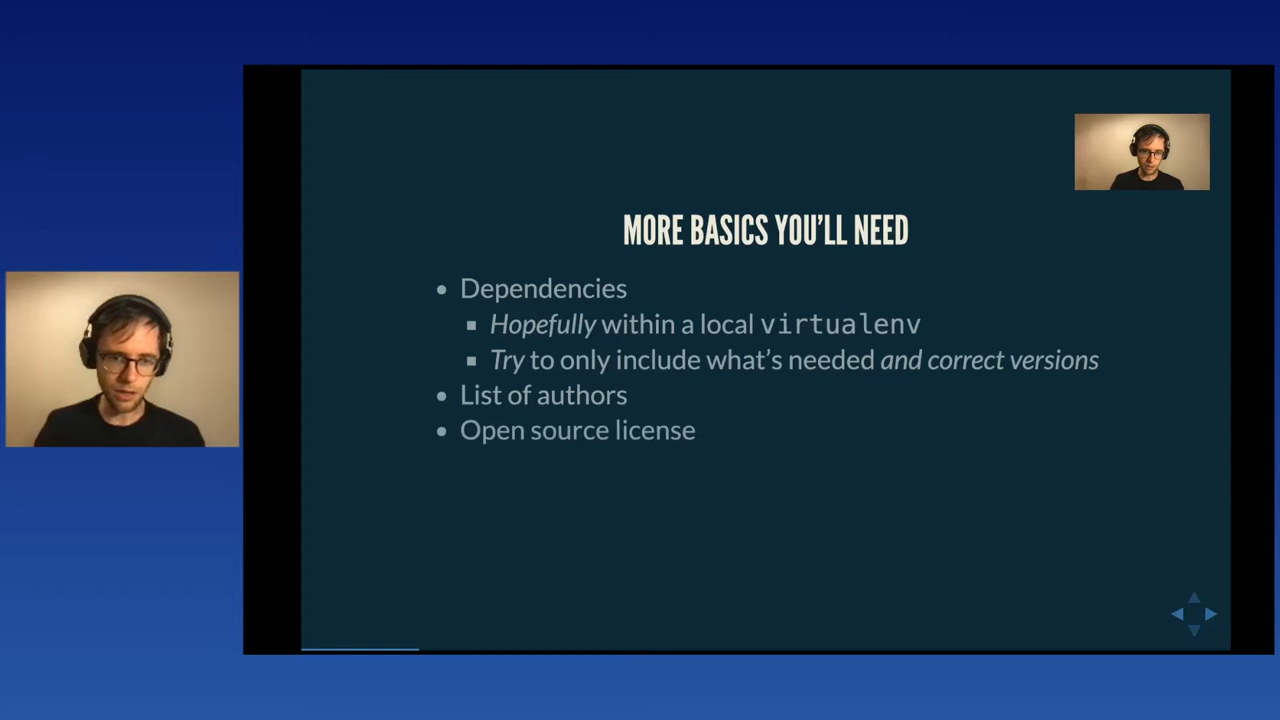 MORE BASICS YOU'LL NEED
Dependencies
Hopefully within a local virtualenv
Try to only include what's needed and correct versions
List of authors
Open source license